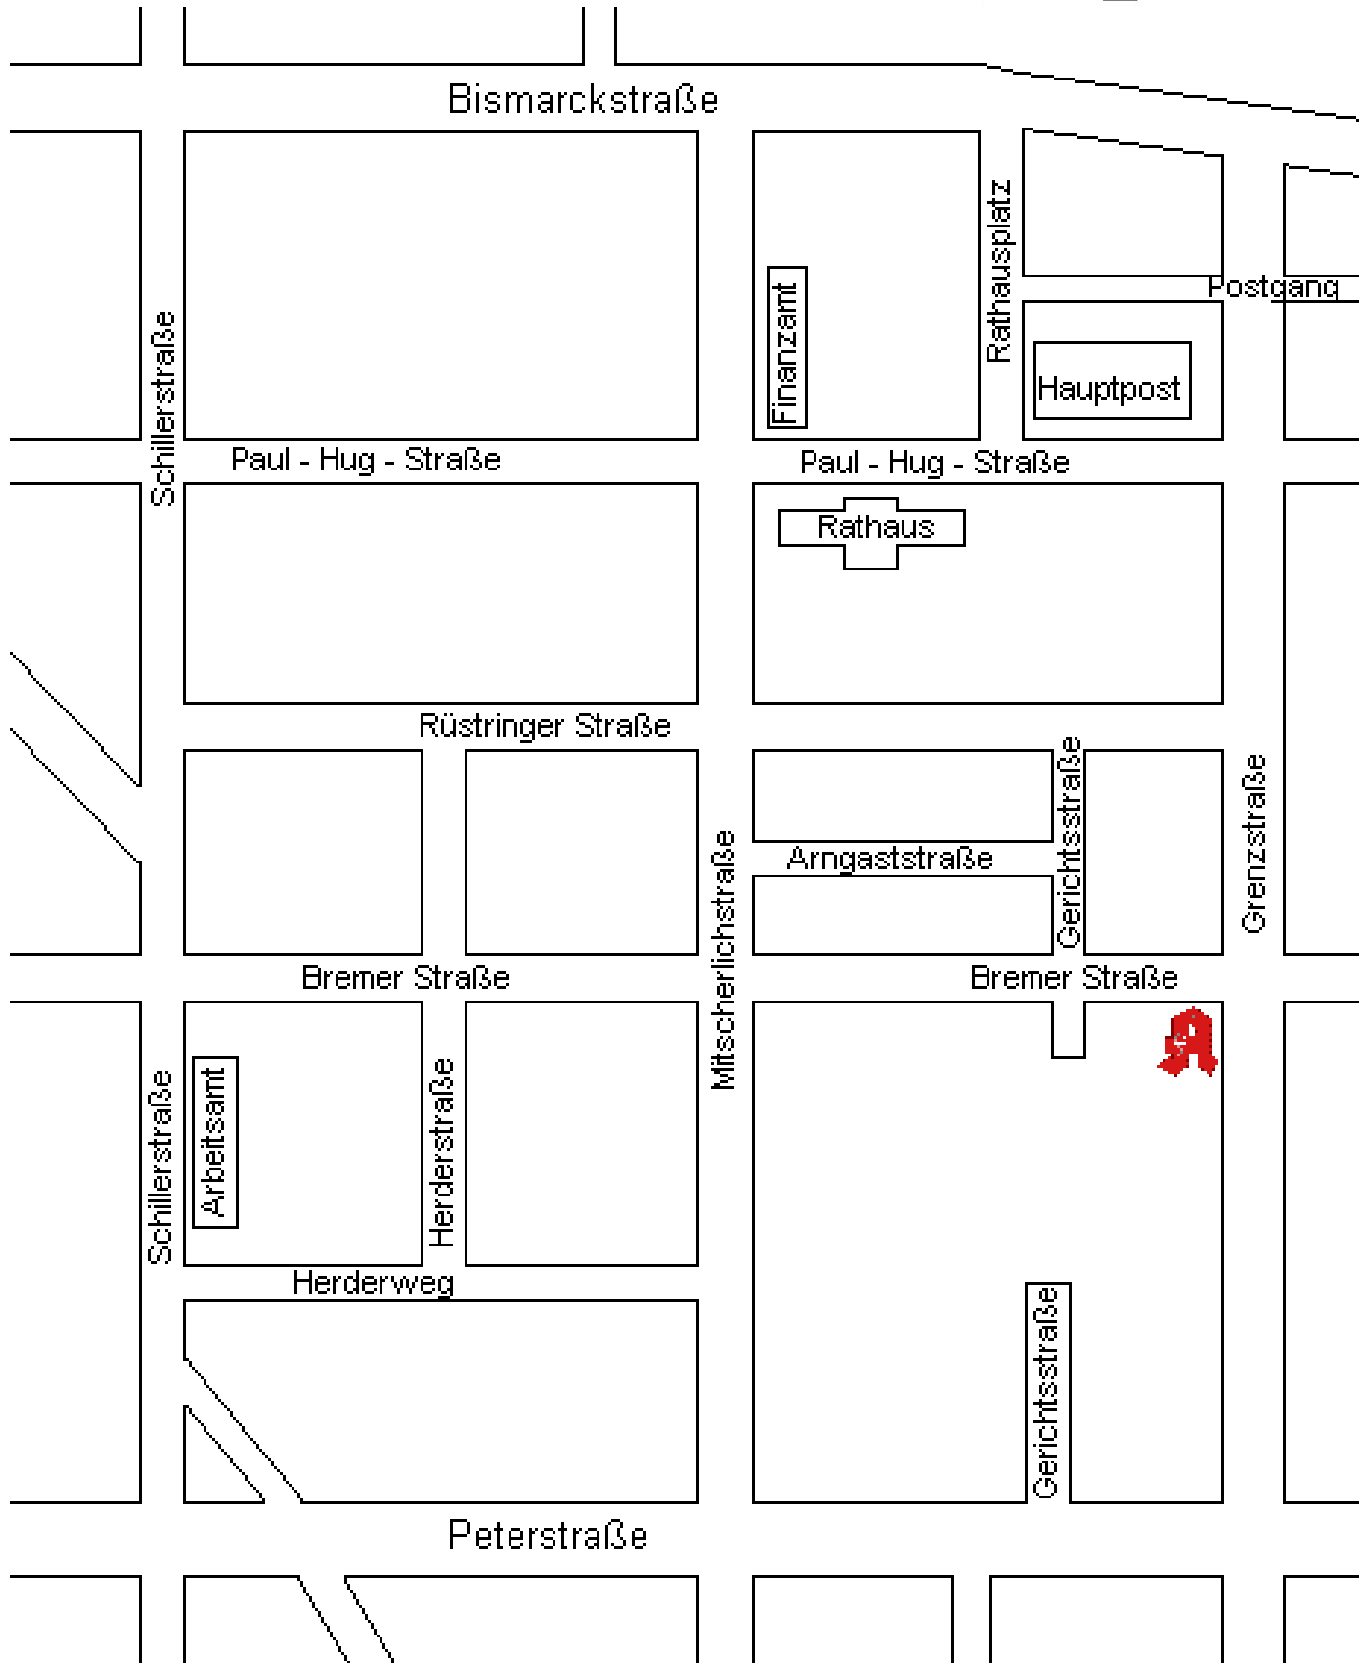 Bismarckstraße
Rathausplatz
Postgang
Finanzamt
Schillerstraße
Hauptpost
Paul - Hug - Straße
Paul - Hug - Straße
Rathaus
Rüstringer Straße
Gerichtsstraße
Grenzstraße
Mitscherlichstraße
Arngaststraße
Bremer Straße
Bremer Straße
Schillerstraße
Arbeitsamt
Herderstraße
Herderweg
Gerichtsstraße
Peterstraße